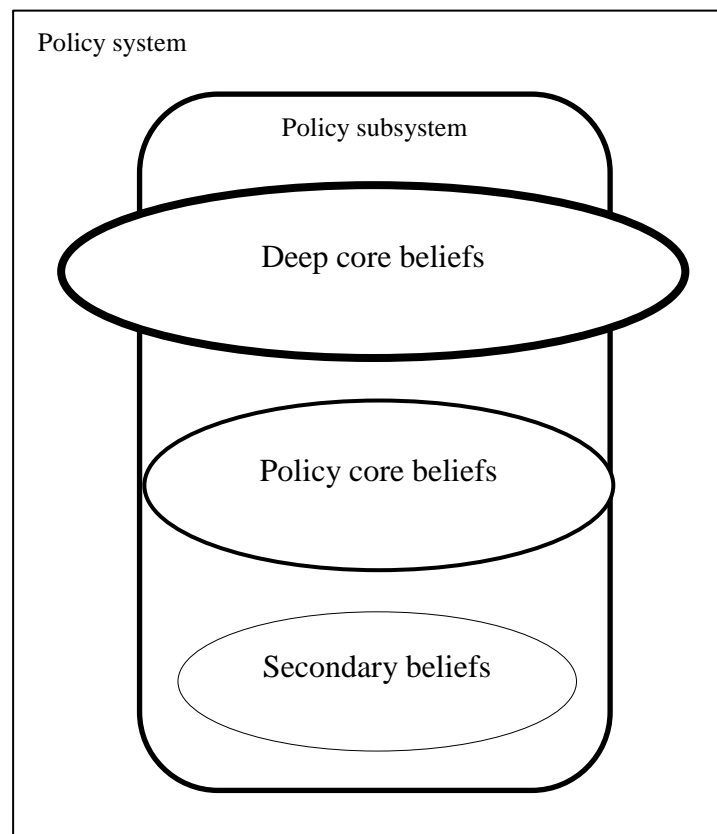 Policy system
Policy subsystem
Deep core beliefs
Policy core beliefs
Secondary beliefs